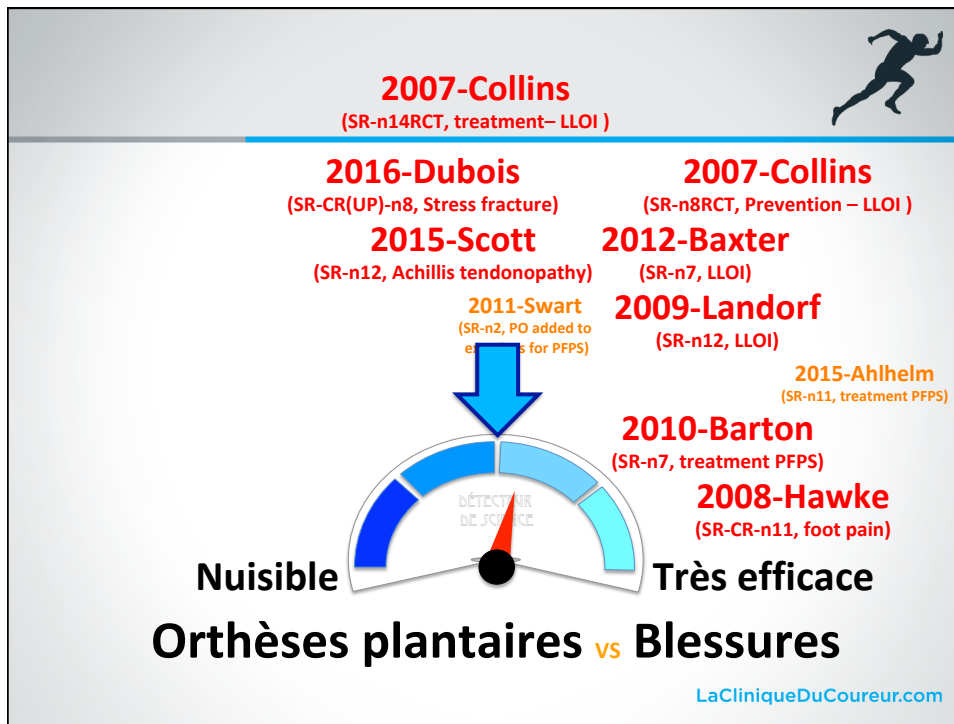 2007-Collins
(SR-n14RCT, treatment– LLOI )
2016-Dubois
(SR-CR(UP)-n8, Stress fracture)
2007-Collins
(SR-n8RCT, Prevention – LLOI )
2015-Scott
(SR-n12, Achillis tendonopathy)
2012-Baxter
(SR-n7, LLOI)
2011-Swart
(SR-n2, PO added to
for PFPS)
2009-Landorf
(SR-n12, LLOI)
2015-Ahlhelm
(SR-n11, treatment PFPS)
2010-Barton
(SR-n7, treatment PFPS)
2008-Hawke
(SR-CR-n11, foot pain)
DÉTECTEUR
DE SCIENCE
Nuisible
Très efficace
Orthèses plantaires vs Blessures
LaCliniqueDuCoureur.com